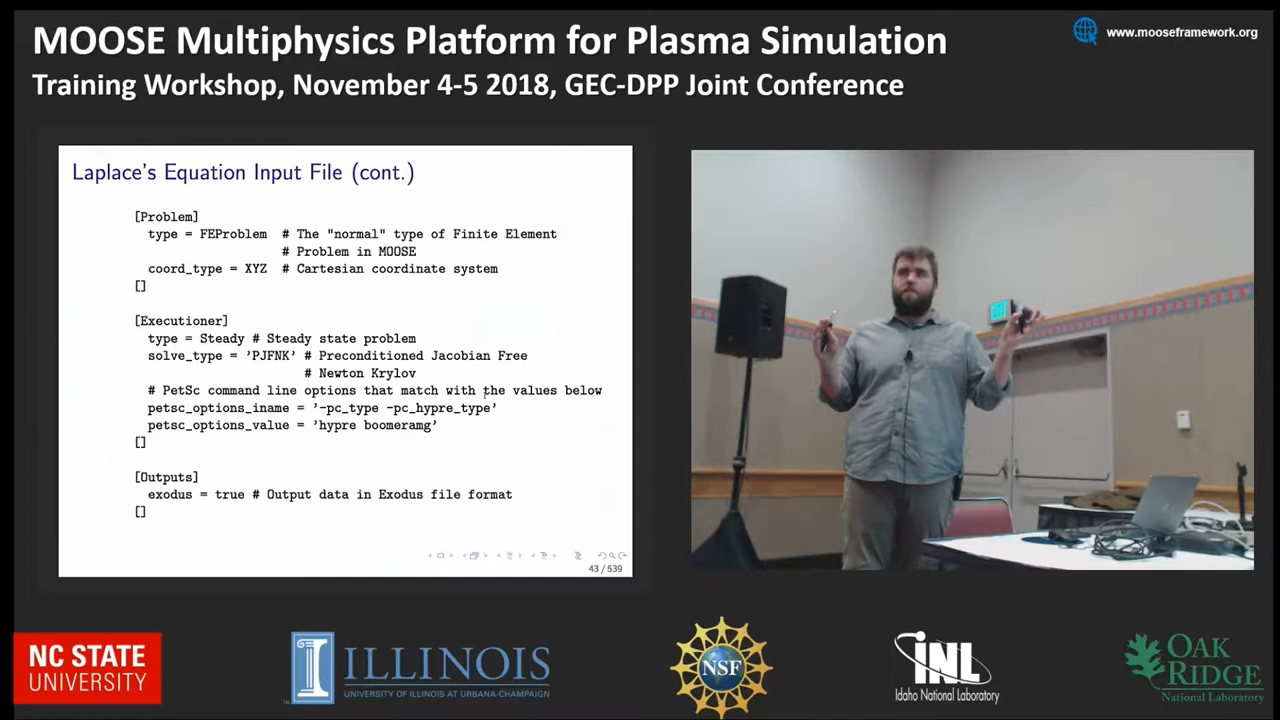 MOOSE Multiphysics Platform for Plasma Simulation
www.mooseframework.org
Training Workshop, November 4-5 2018, GEC-DPP Joint Conference
Laplace's Equation Input File (cont.)
[Problem]
type = FEProblem # The "normal" type of Finite Element
# Problem in MOOSE
coord_type = XYZ # Cartesian coordinate system
[]
[Executioner]
type = Steady # Steady state problem
solve_type = 'PJFNK' # Preconditioned Jacobian Free
# Newton Krylov
# PetSc command line options that match with the values below
petsc_options_iname = '-pc_type -pc_hypre_type'
petsc_options_value = 'hypre boomeramg'
[]
[Outputs]
exodus = true # Output data in Exodus file format
[]
43 / 539
EXIT
NC STATE
UNIVERSITY
I ILLINOIS
UNIVERSITY OF ILLINOIS AT URBANA-CHAMPAIGN
NSF
INL
Idaho National Laboratory
OAK
RIDGE
National Laboratory